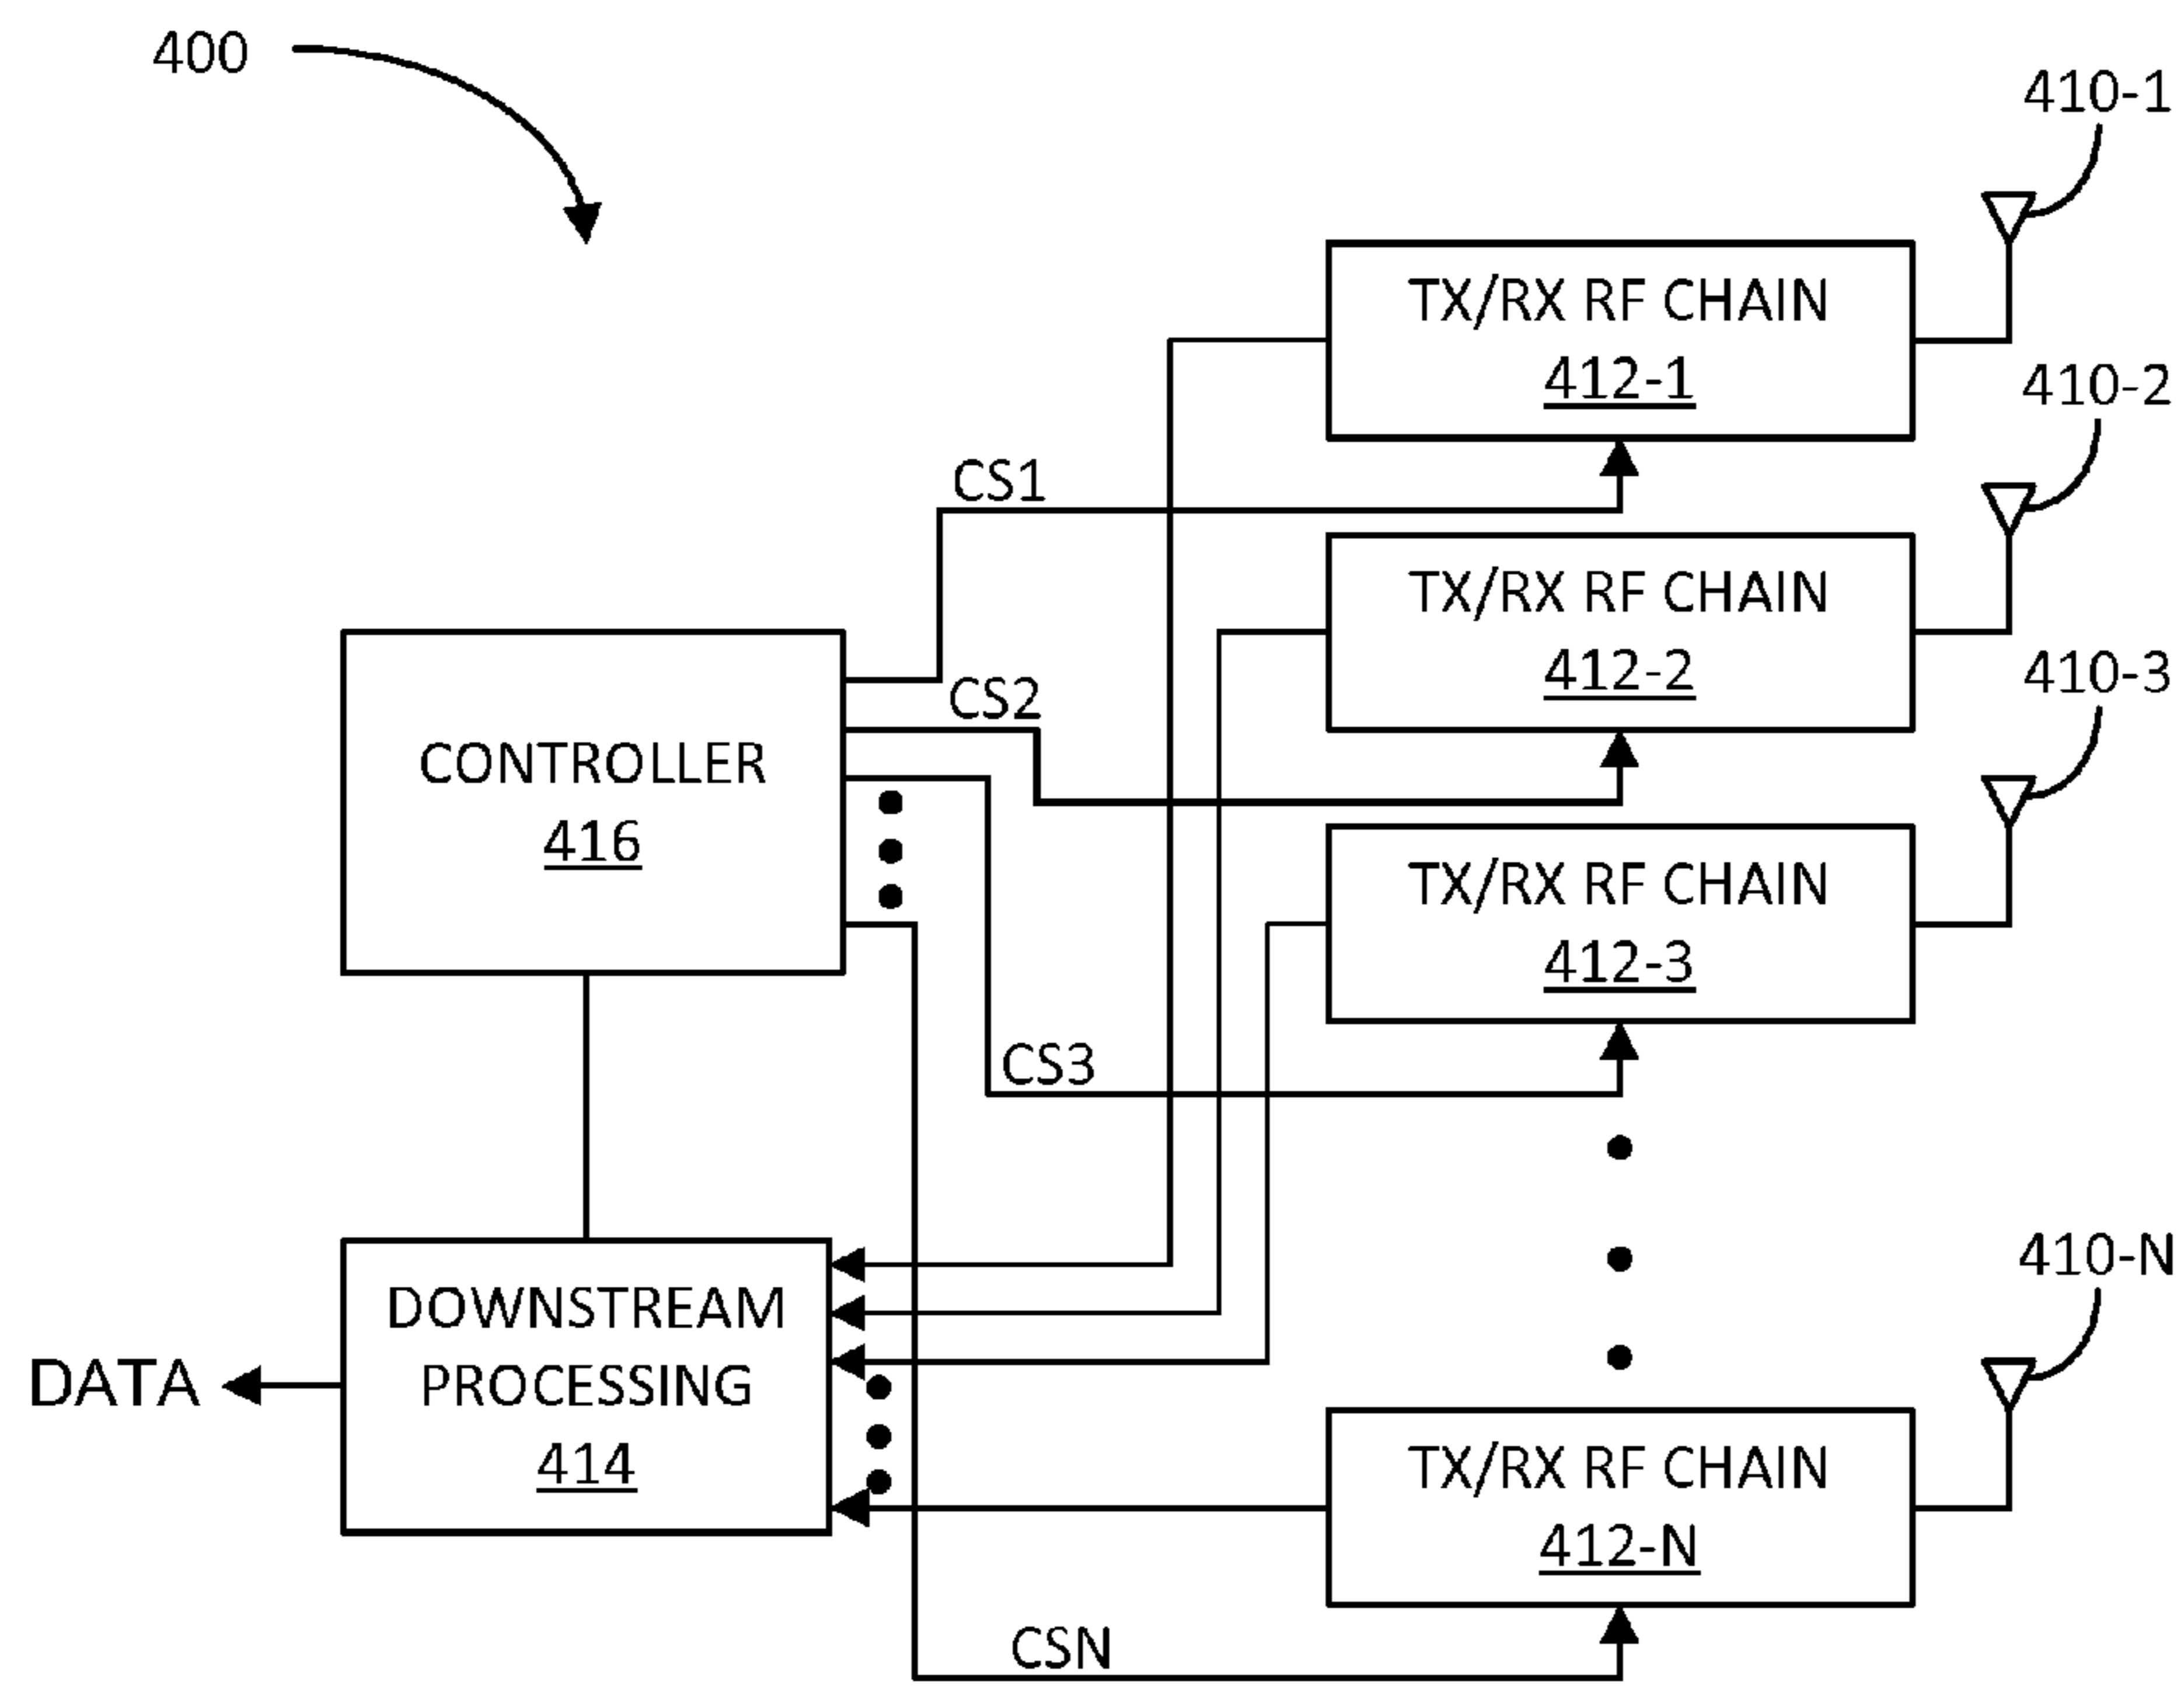 400
410-1
TX/RX RF CHAIN
412-1
410-2
CS1
TX/RX RF CHAIN
412-2
410-3
CS2
CONTROLLER
416
TX/RX RF CHAIN
412-3
CS3
410-N
DOWNSTREAM
PROCESSING
414
DATA
TX/RX RF CHAIN
412-N
CSN